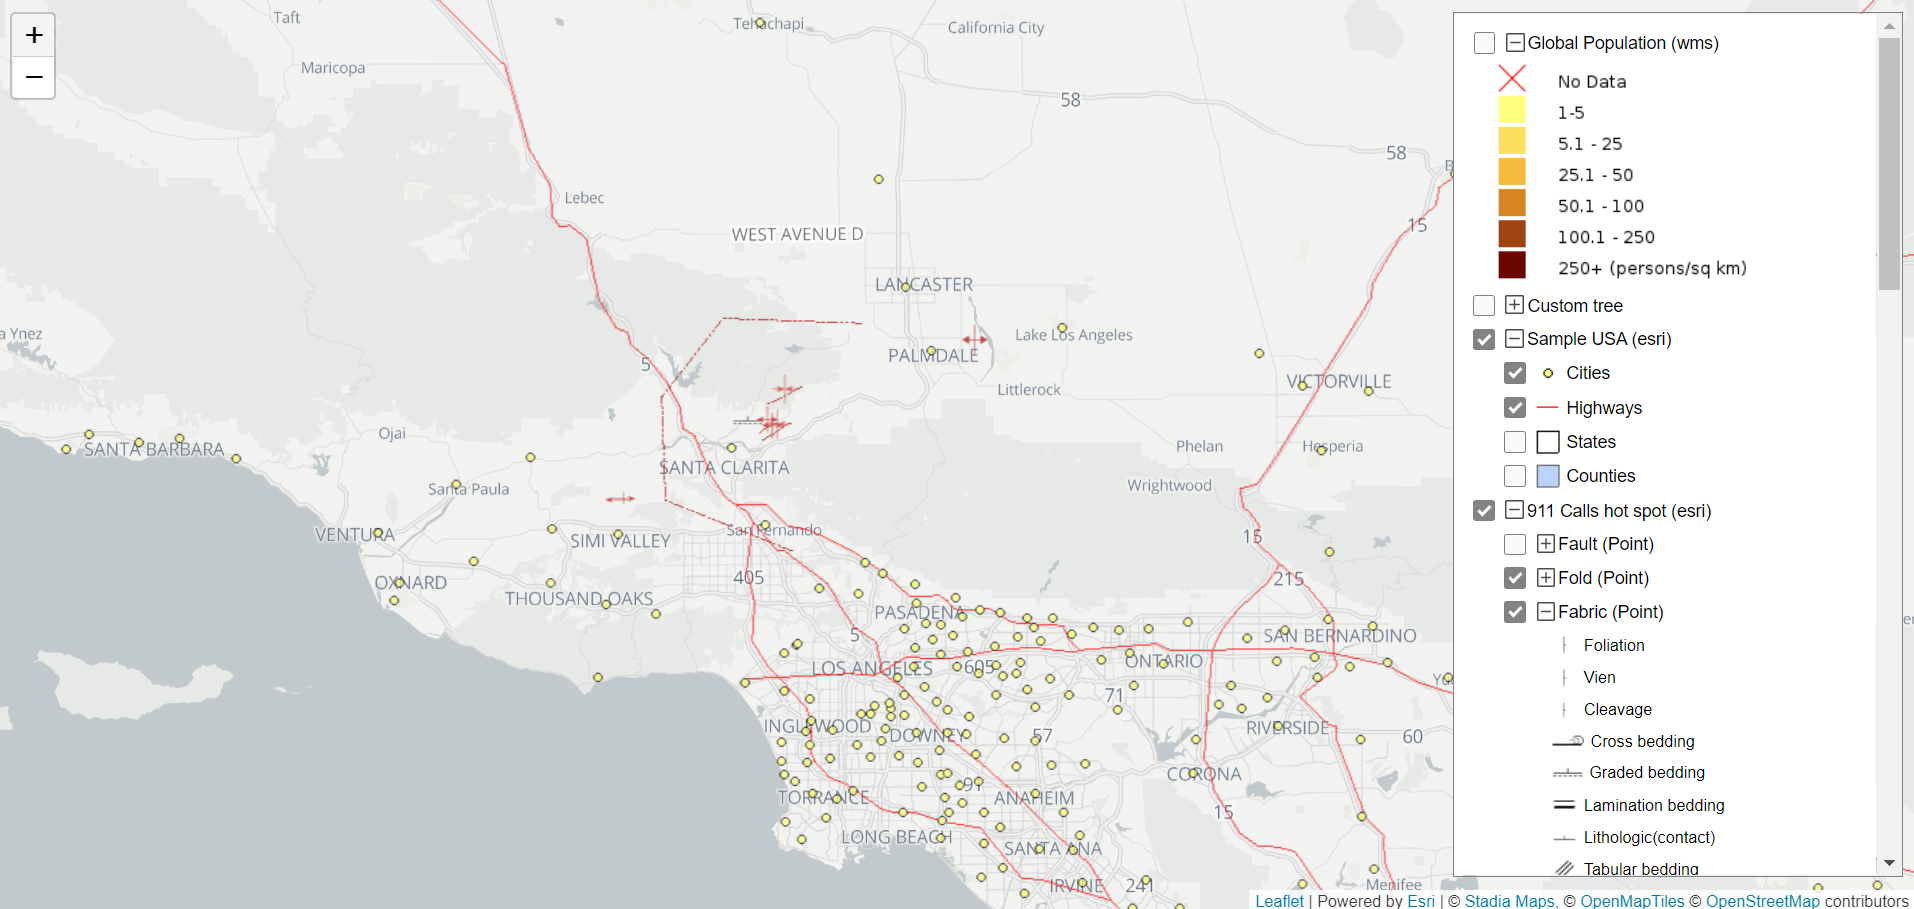 +
−
Taft
Tehachapi
California City
Maricopa
58
58
15
Lebec
WEST AVENUE D
LANCASTER
a Ynez
5
PALMDALE
Lake Los Angeles
Littlerock
VICTORVILLE
Ojai
SANTA BARBARA
SANTA CLARITA
Phelan
Hesperia
Santa Paula
Wrightwood
VENTURA
SIMI VALLEY
San Fernando
15
OXNARD
405
215
THOUSAND OAKS
PASADENA
5
SAN BERNARDINO
LOS ANGELES
605
ONTARIO
71
INGLEWOOD
DOWNEY
57
RIVERSIDE
60
CORONA
TORRANCE
91
ANAHEIM
15
LONG BEACH
SANTA ANA
IRVINE
241
Menifee
Global Population (wms)
No Data
1-5
5.1 - 25
25.1 - 50
50.1 - 100
100.1 - 250
250+ (persons/sq km)
Custom tree
Sample USA (esri)
Cities
Highways
States
Counties
911 Calls hot spot (esri)
Fault (Point)
Fold (Point)
Fabric (Point)
Foliation
Vien
Cleavage
Cross bedding
Graded bedding
Lamination bedding
Lithologic(contact)
Tabular bedding
Leaflet | Powered by Esri | © Stadia Maps, © OpenMapTiles © OpenStreetMap contributors